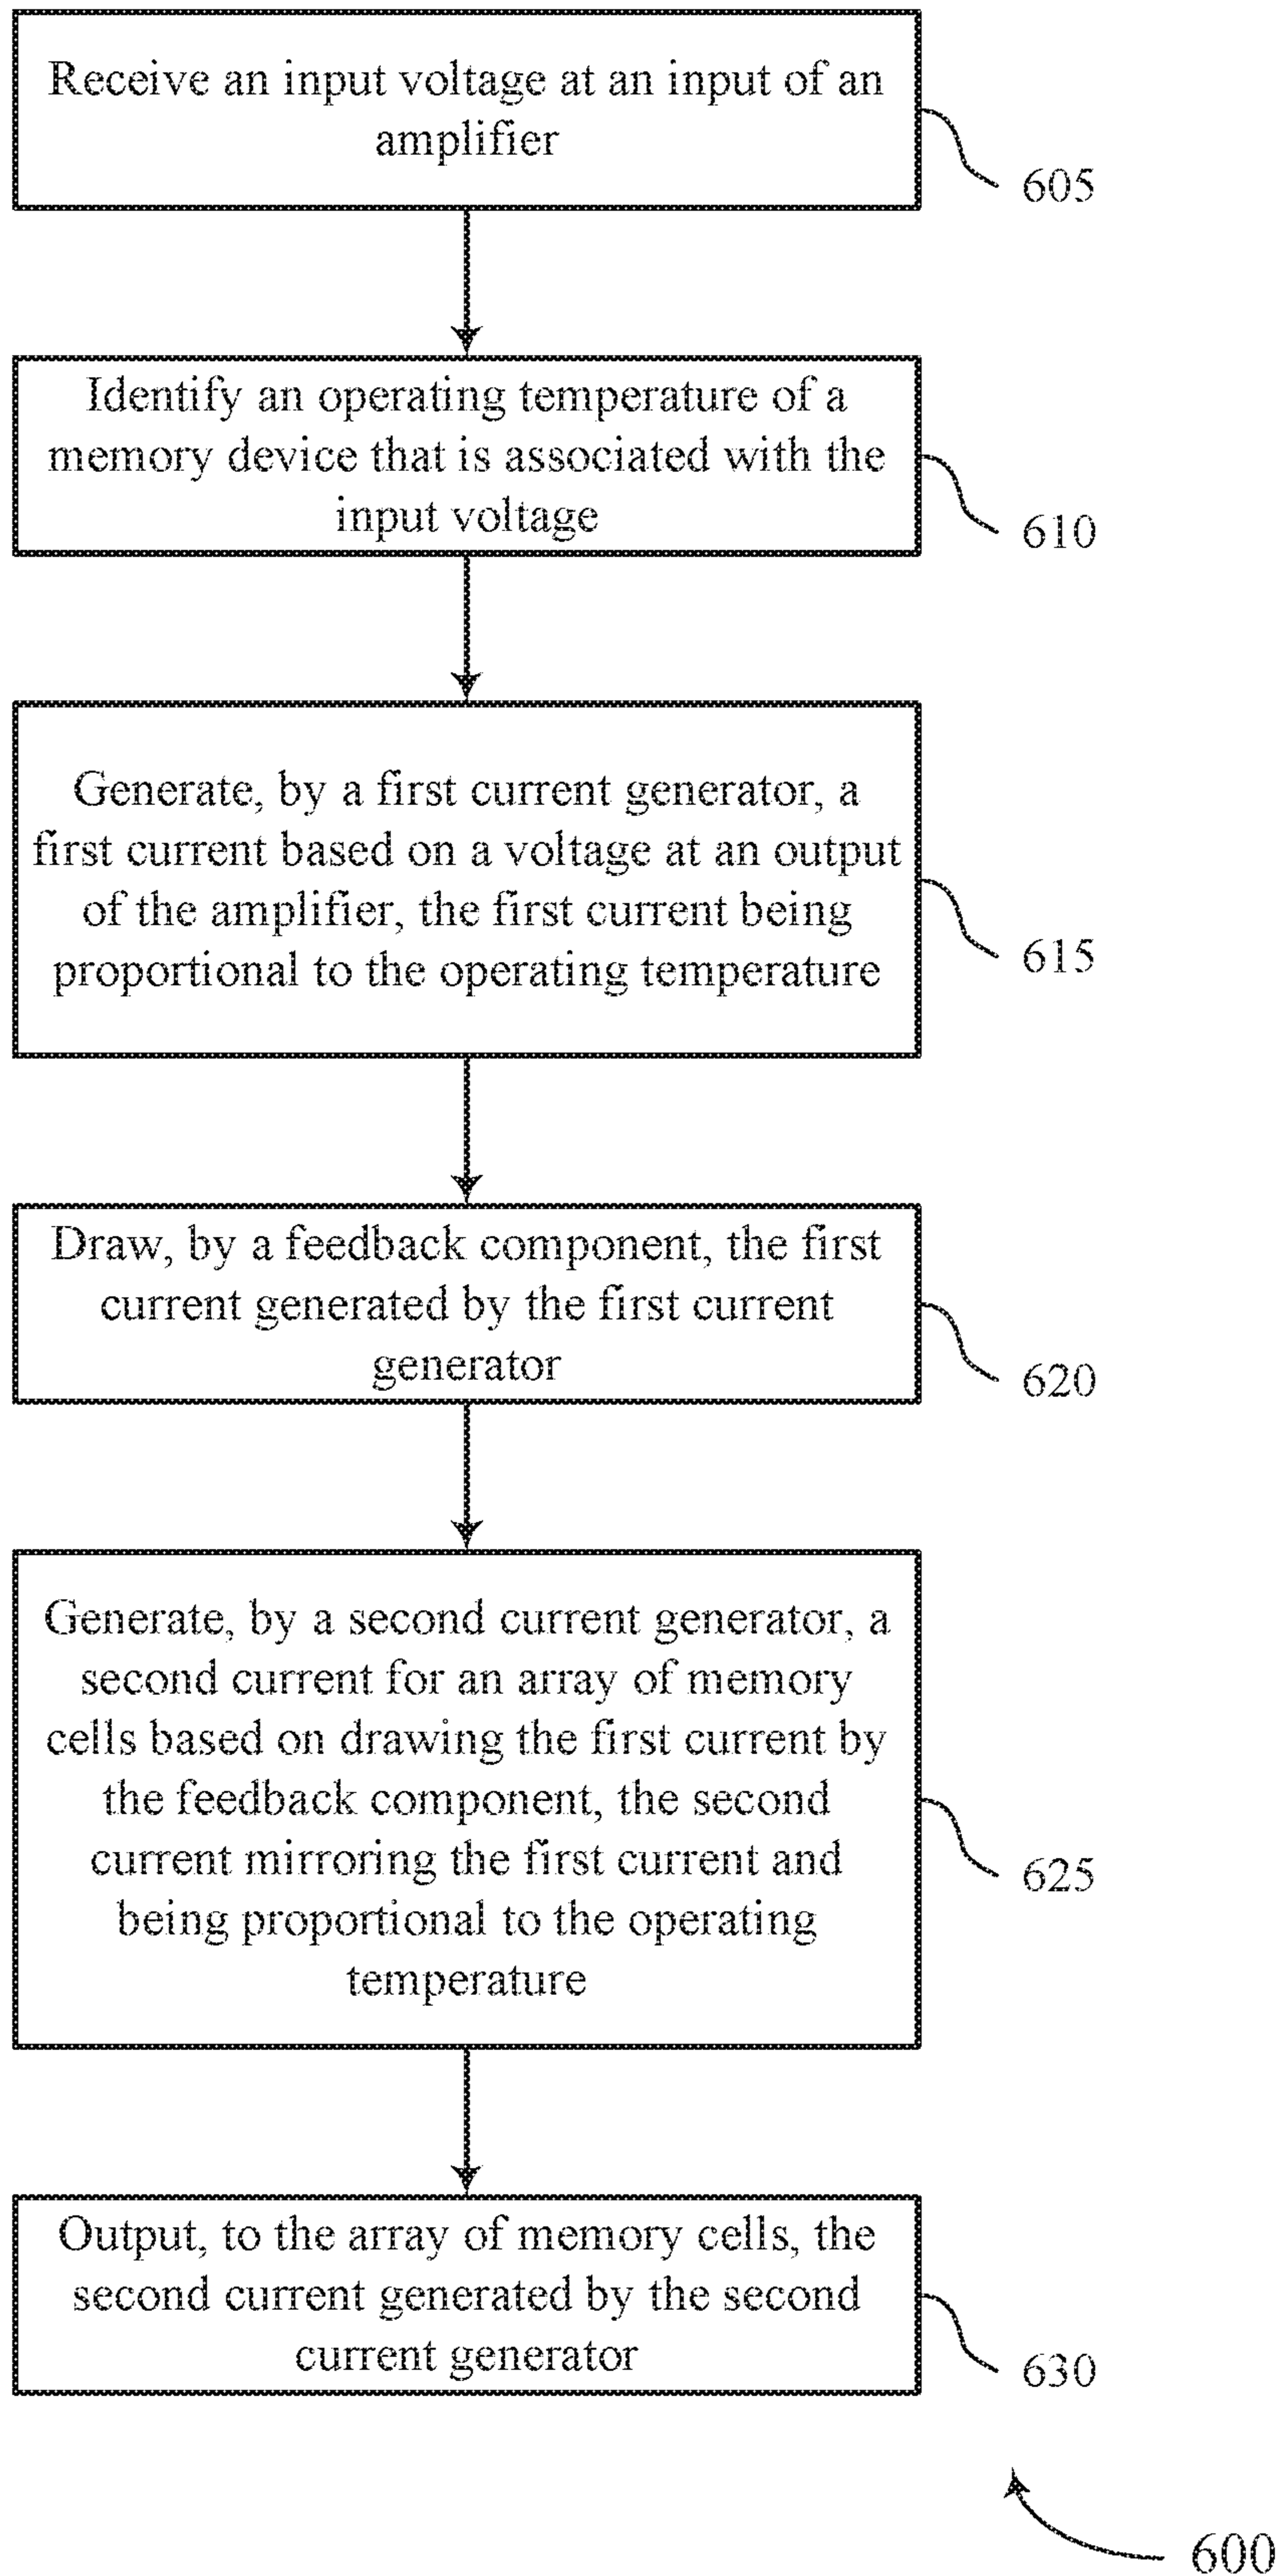 Receive an input voltage at an input of an
amplifier
605
Identify an operating temperature of a
memory device that is associated with the
input voltage
610
Generate, by a first current generator, a
first current based on a voltage at an output
of the amplifier, the first current being
proportional to the operating temperature
615
Draw, by a feedback component, the first
current generated by the first current
generator
620
Generate, by a second current generator, a
second current for an array of memory
cells based on drawing the first current by
the feedback component, the second
current mirroring the first current and
being proportional to the operating
temperature
625
Output, to the array of memory cells, the
second current generated by the second
current generator
630
600